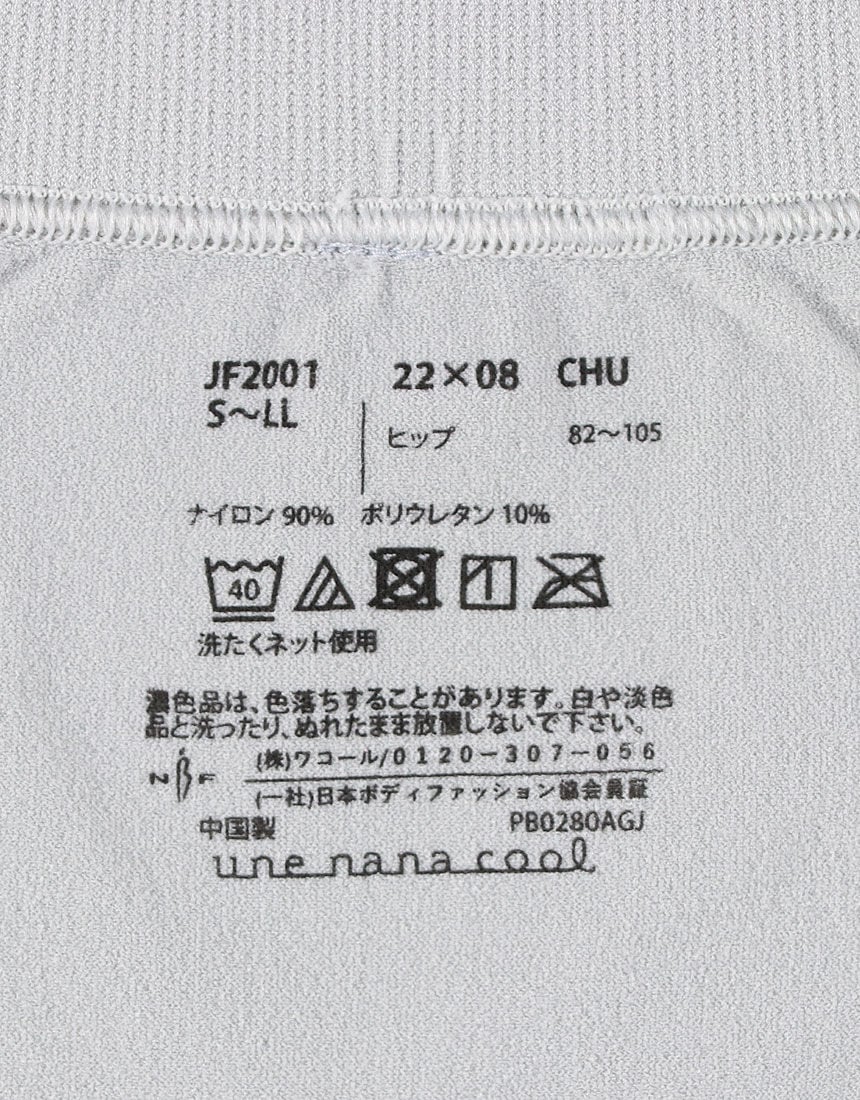 JF2001 22×08 CHU
S～LL
ヒップ 82～105
ナイロン 90% ポリウレタン 10%
40
洗たくネット使用
濃色品は、色落ちすることがあります。白や淡色
品と洗ったり、ぬれたまま放置しないで下さい。
(株)ワコール/0120-307-056
N B F
(一社)日本ボディファッション協会員証
中国製 PB0280AGJ
une nana cool